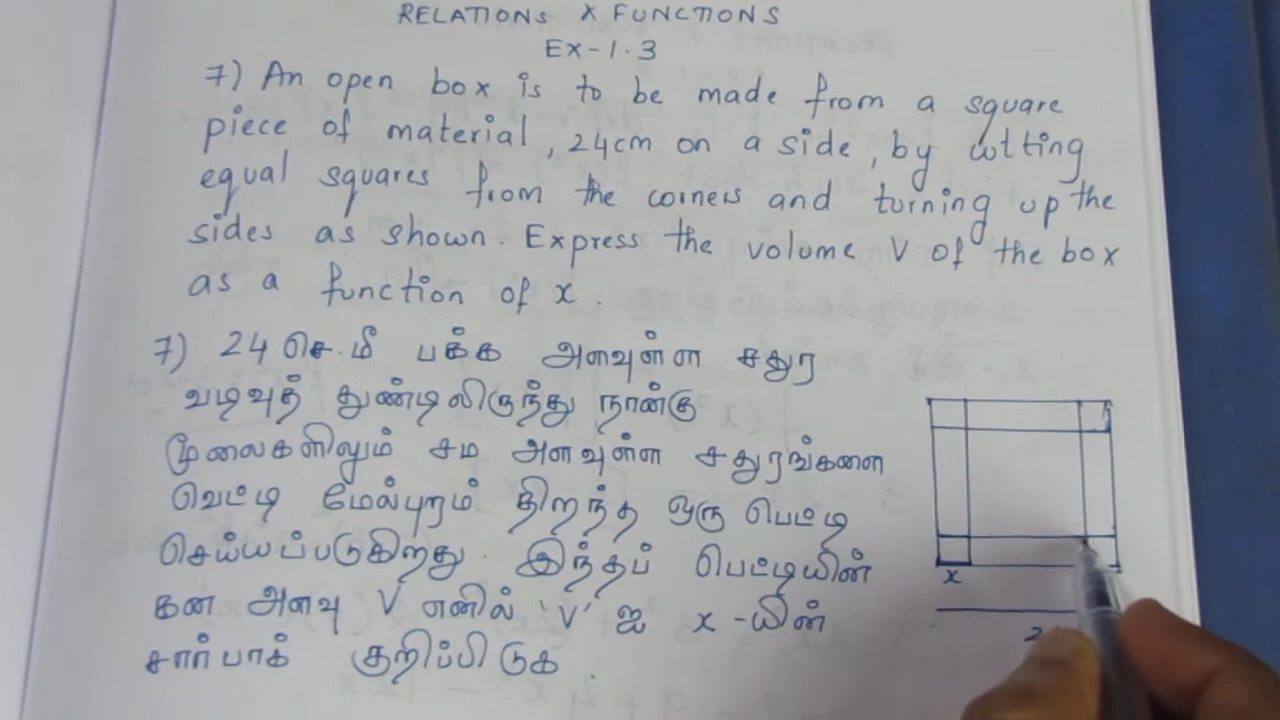 RELATIONS X FUNCTIONS
Ex-1.3
7) An open box is to be made from a square
piece of material, 24cm on a side, by cutting
equal squares from the corners and turning up the
sides as shown. Express the volume V of the box
as a function of x.
7) 24 செ.மீ பக்க அளவுள்ள சதுர
வடிவத் துண்டிலிருந்து நான்கு
மூலைகளிலும் சம அளவுள்ள சதுரங்களை
வெட்டி மேல்புறம் திறந்த ஒரு பெட்டி
செய்யப்படுகிறது. இந்தப் பெட்டியின்
கன அளவு V எனில் 'V' ஐ x -யின்
சார்பாக் குறிப்பிடுக.
x